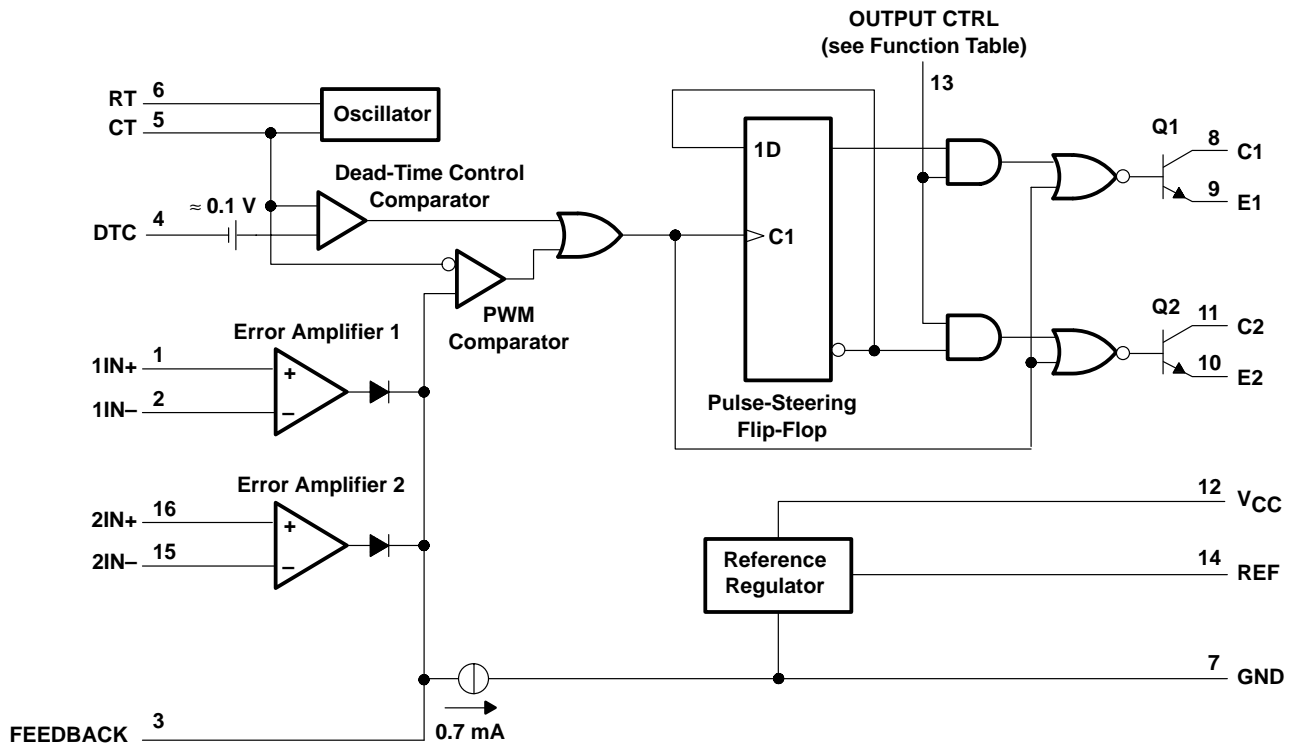 OUTPUT CTRL
(see Function Table)
13
RT 6
CT 5
Oscillator
Dead-Time Control
Comparator
≈ 0.1 V
DTC 4
PWM
Comparator
Error Amplifier 1
1IN+ 1
1IN– 2
+
–
Error Amplifier 2
2IN+ 16
2IN– 15
+
–
FEEDBACK 3
0.7 mA
1D
C1
Pulse-Steering
Flip-Flop
Q1
8 C1
9 E1
Q2
11 C2
10 E2
12 VCC
Reference
Regulator
14 REF
7 GND